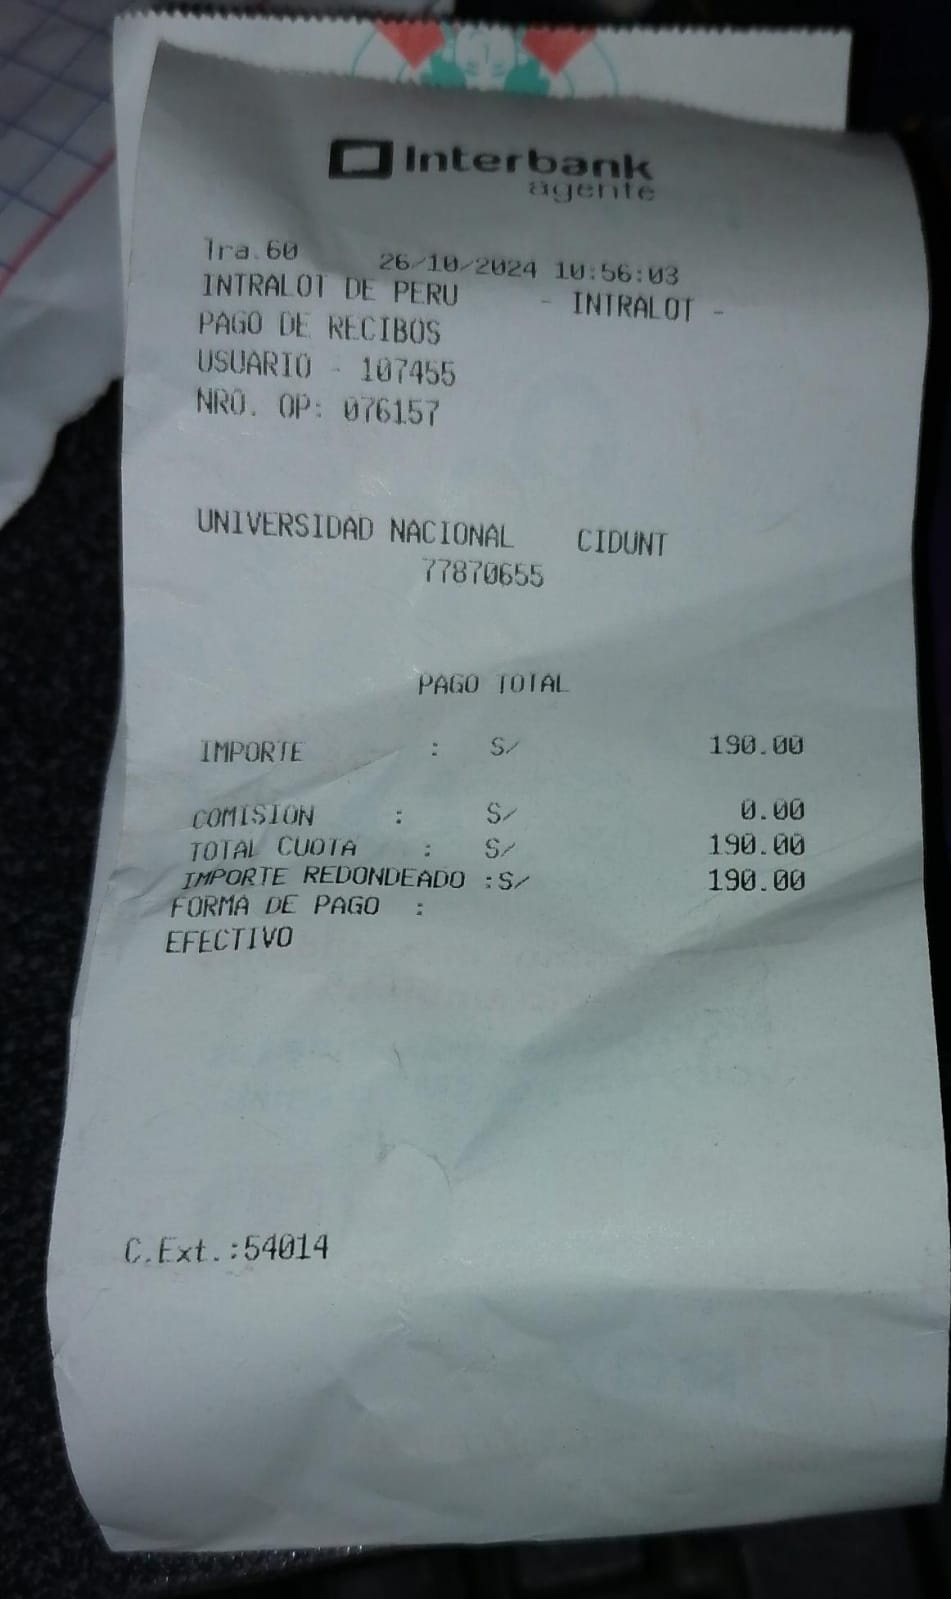 Interbank
agente
Tra.60 26/10/2024 10:56:03
INTRALOT DE PERU - INTRALOT -
PAGO DE RECIBOS
USUARIO - 107455
NRO. OP: 076157
UNIVERSIDAD NACIONAL CIDUNT
77870655
PAGO TOTAL
IMPORTE : S/ 190.00
COMISION : S/ 0.00
TOTAL CUOTA : S/ 190.00
IMPORTE REDONDEADO :S/ 190.00
FORMA DE PAGO :
EFECTIVO
C.Ext.:54014